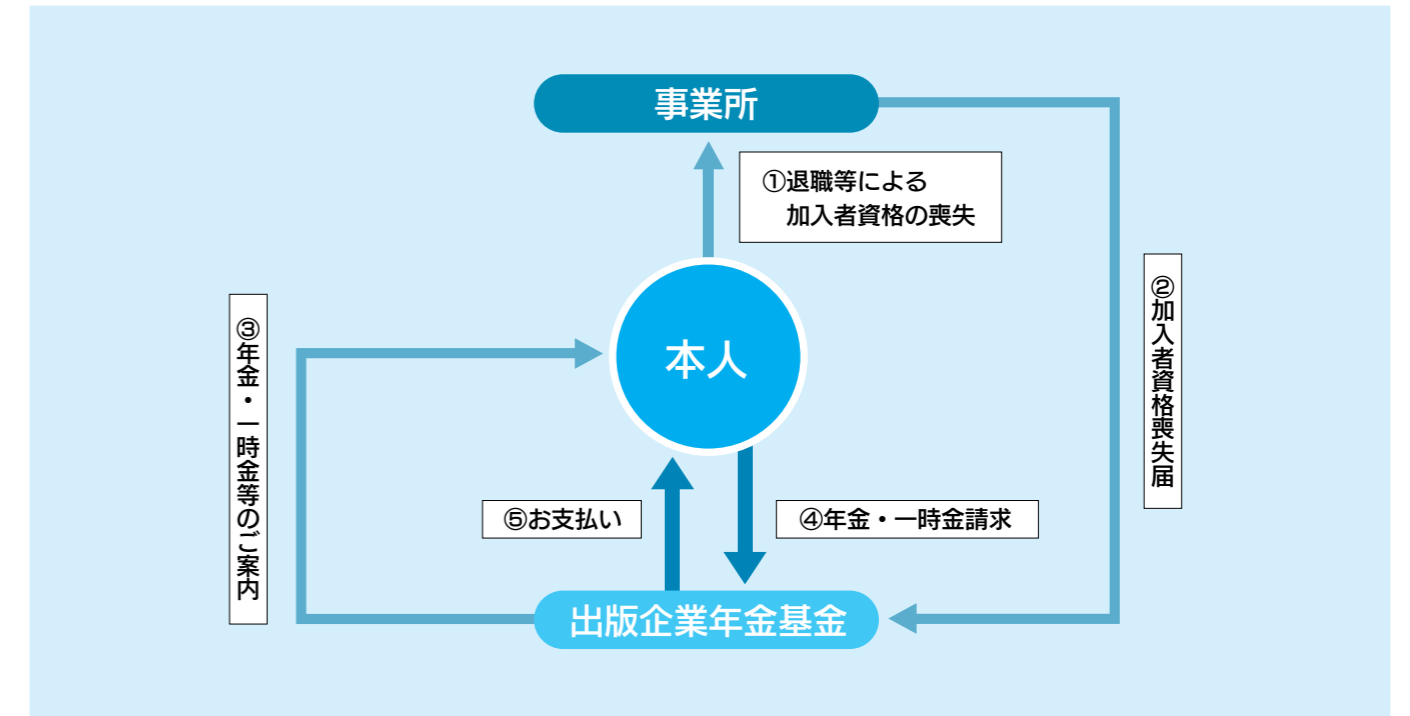 事業所
①退職等による
加入者資格の喪失
②加入者資格喪失届
③年金・一時金等のご案内
本人
⑤お支払い
④年金・一時金請求
出版企業年金基金